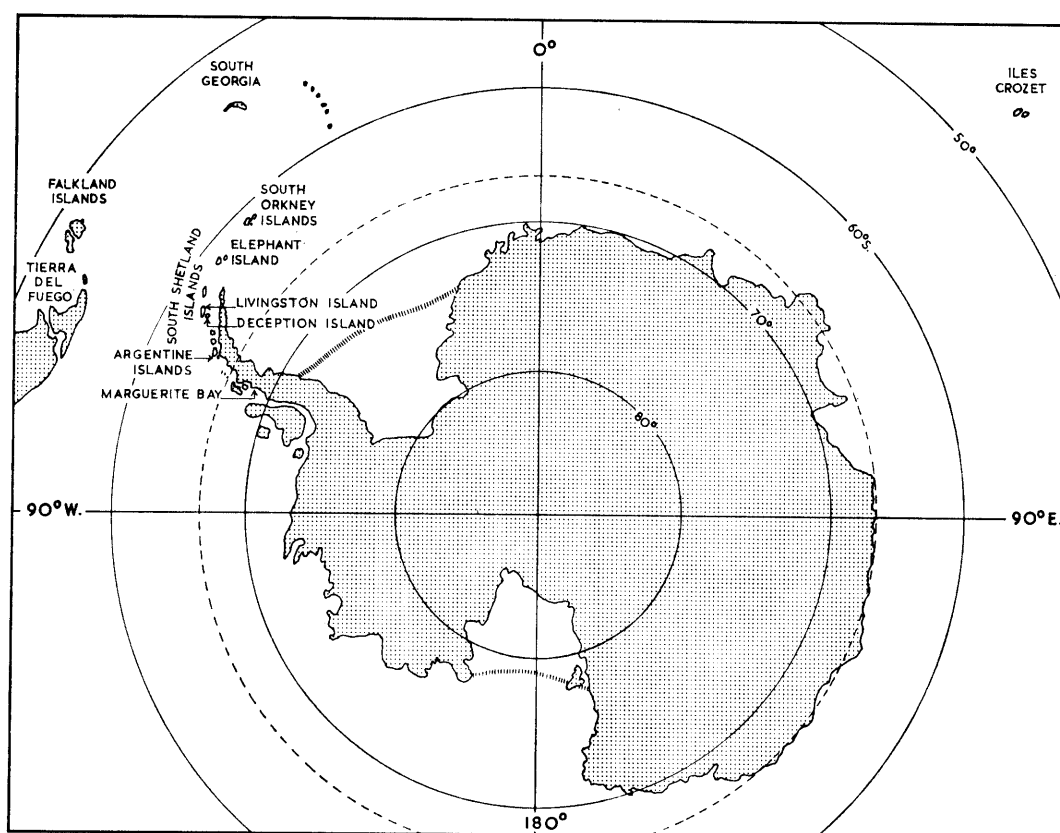 0°
SOUTH
GEORGIA
ILES
CROZET
50°
FALKLAND
ISLANDS
SOUTH
ORKNEY
ISLANDS
60°S.
ELEPHANT
ISLAND
TIERRA
DEL
FUEGO
SOUTH SHETLAND
ISLANDS
LIVINGSTON ISLAND
DECEPTION ISLAND
70°
ARGENTINE
ISLANDS
MARGUERITE BAY
80°
90°W.
90°E.
180°